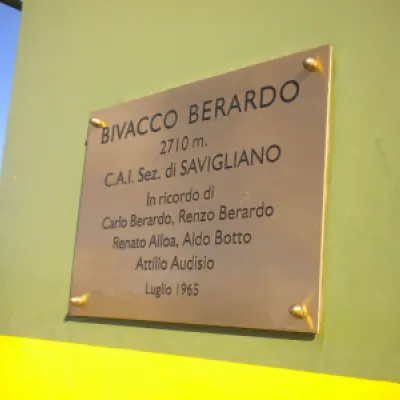 BIVACCO BERARDO
2710 m.
C.A.I. Sez. di SAVIGLIANO
In ricordo di
Carlo Berardo, Renzo Berardo
Renato Alloa, Aldo Botto
Attilio Audisio
Luglio 1965